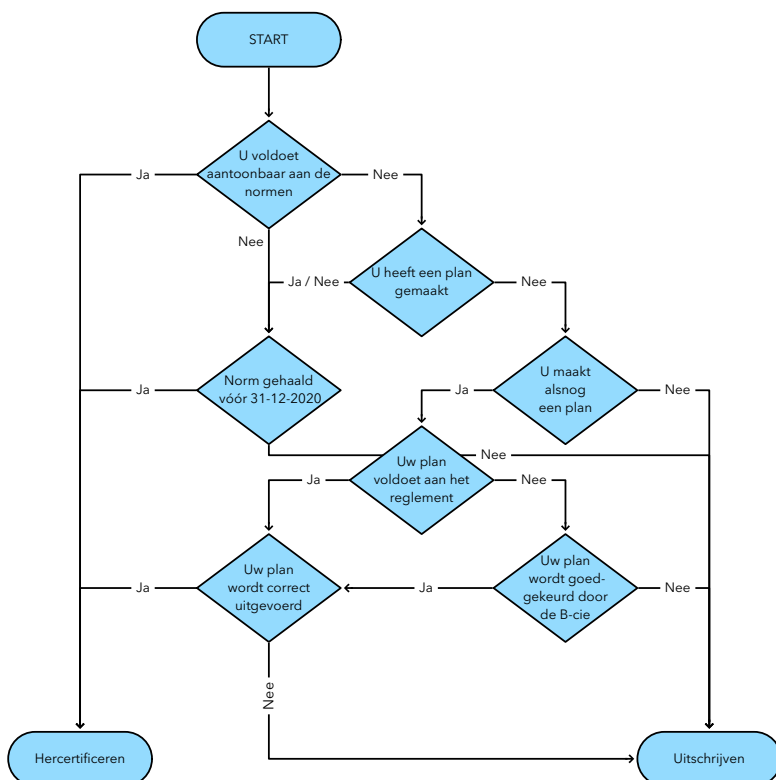 START
U voldoet
aantoonbaar aan de
normen
Ja
Nee
Nee
U heeft een plan
gemaakt
Ja / Nee
Nee
Norm gehaald
vóór 31-12-2020
Ja
U maakt
alsnog
een plan
Ja
Nee
Nee
Uw plan
voldoet aan het
reglement
Ja
Nee
Uw plan
wordt correct
uitgevoerd
Ja
Ja
Uw plan
wordt goed-
gekeurd door
de B-cie
Nee
Nee
Hercertificeren
Uitschrijven